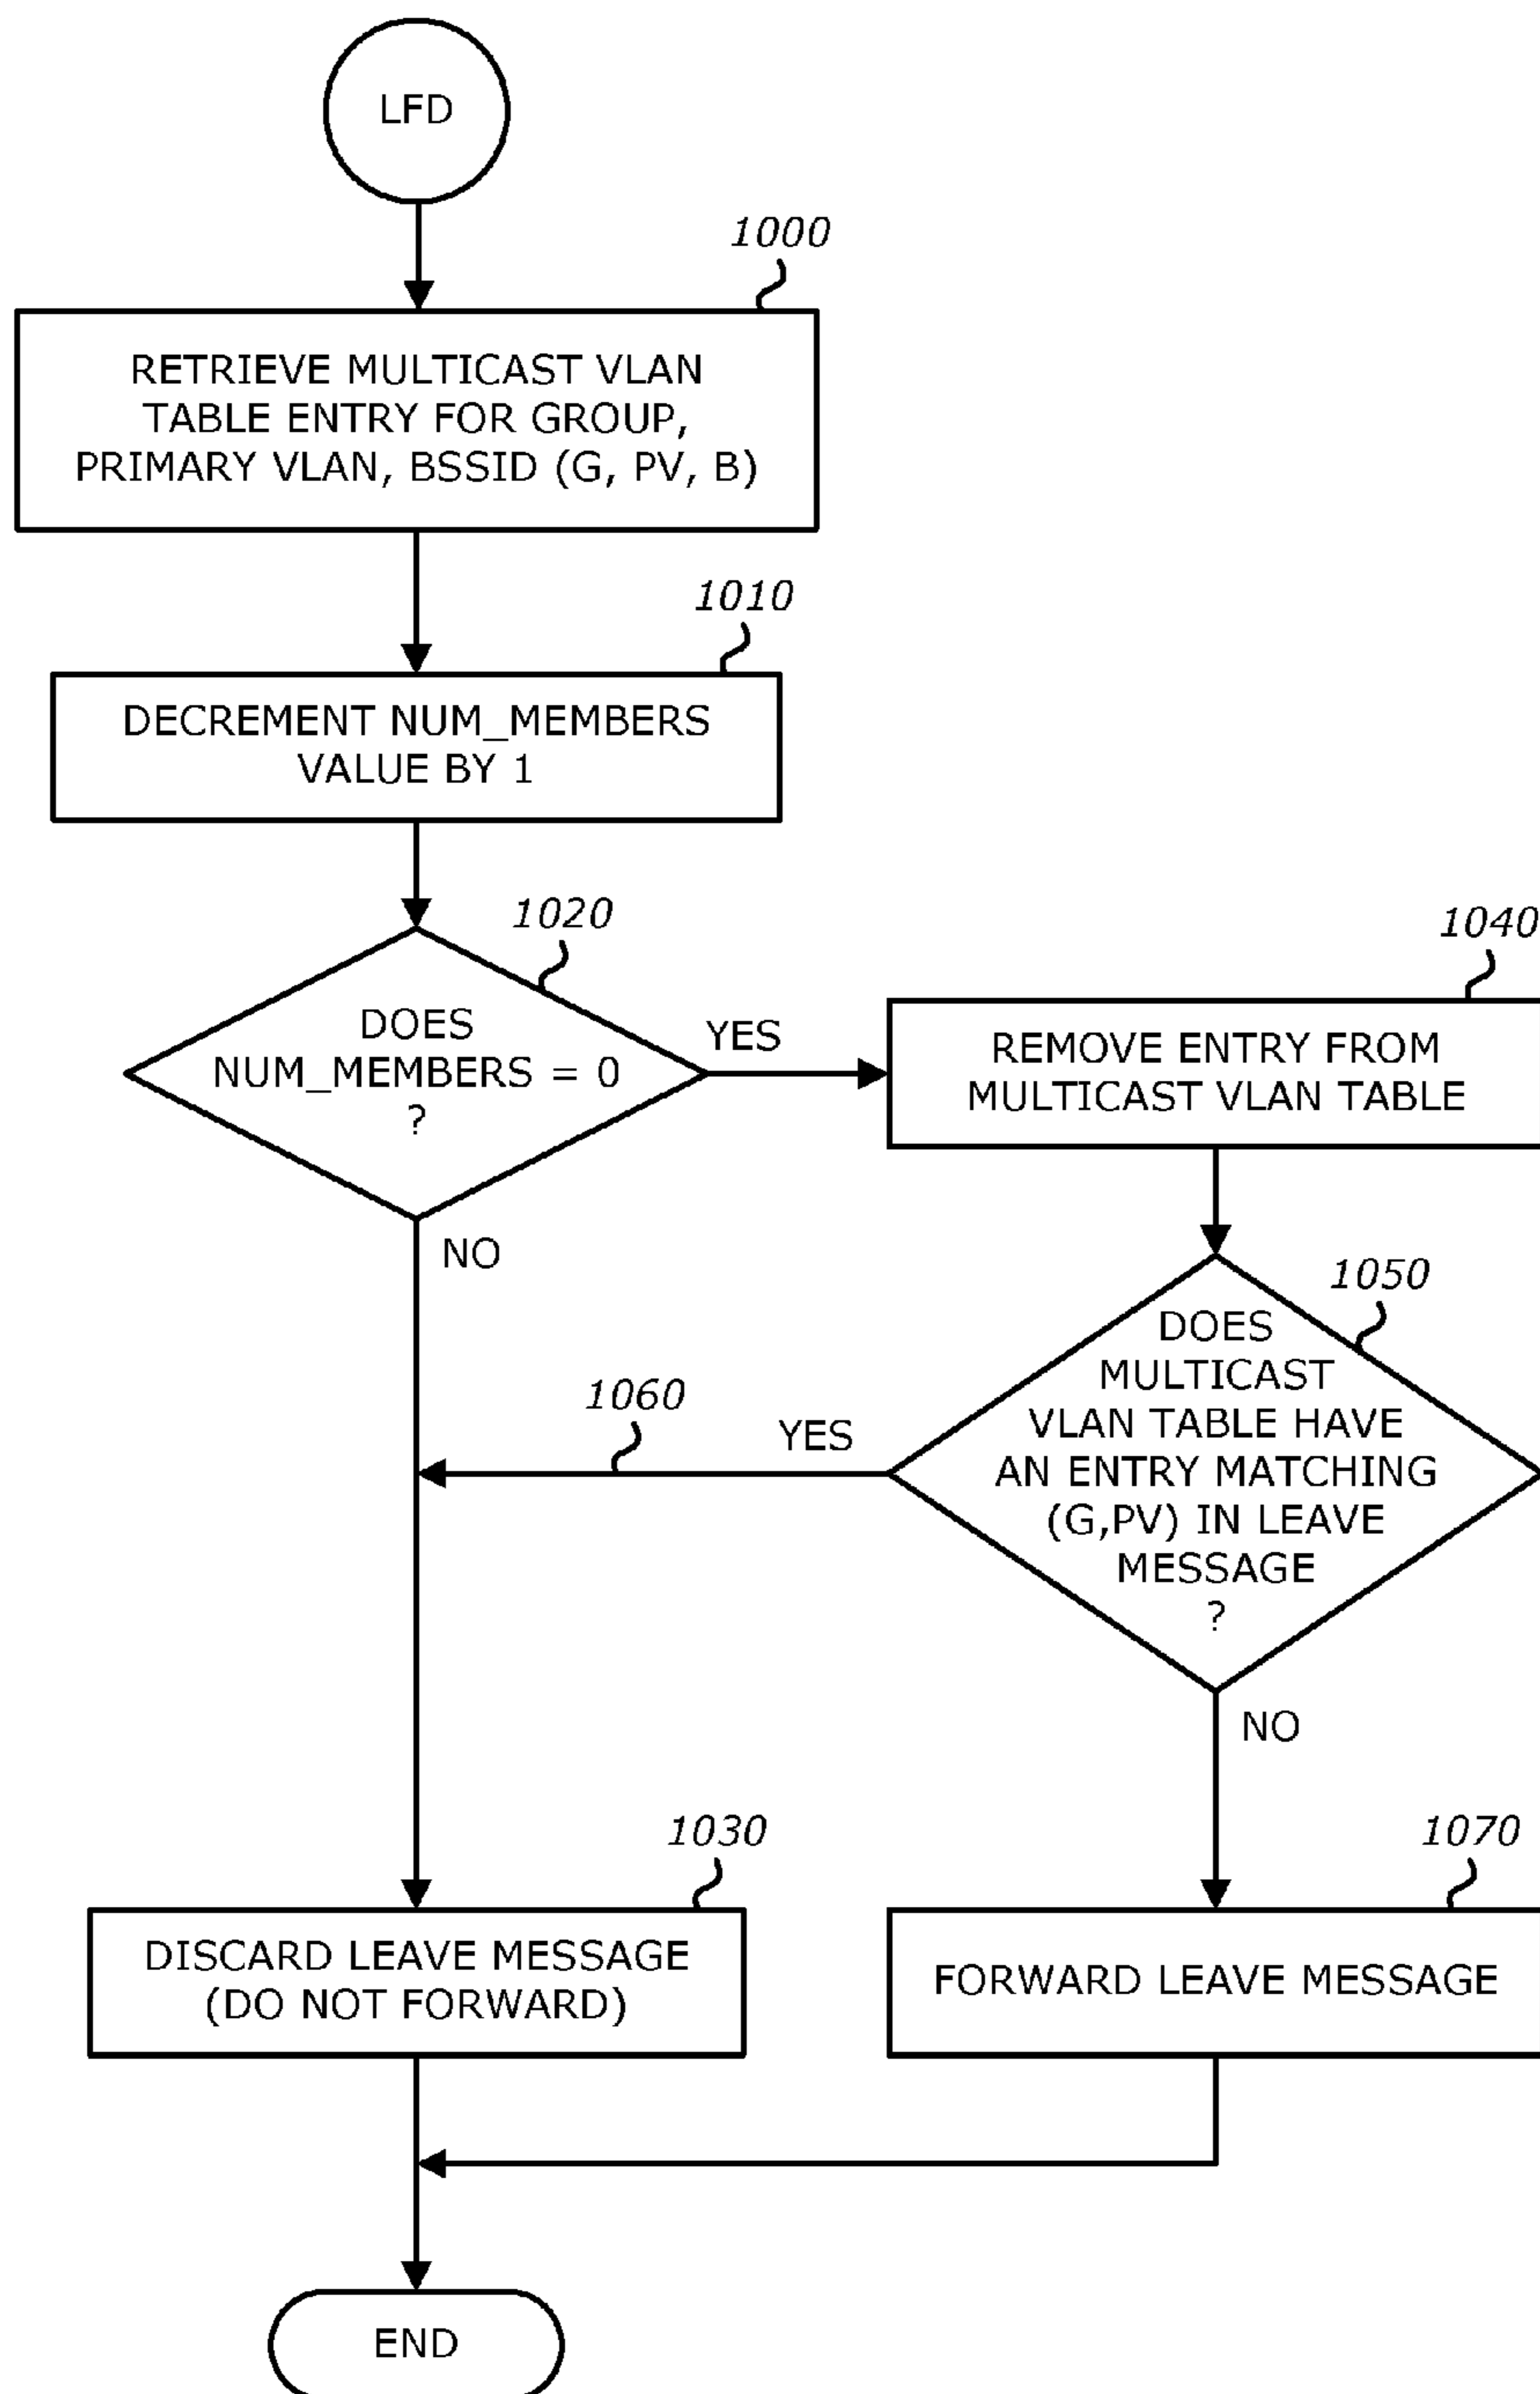 LFD
1000
RETRIEVE MULTICAST VLAN
TABLE ENTRY FOR GROUP,
PRIMARY VLAN, BSSID (G, PV, B)
1010
DECREMENT NUM_MEMBERS
VALUE BY 1
1020
DOES
NUM_MEMBERS = 0
?
YES
NO
1040
REMOVE ENTRY FROM
MULTICAST VLAN TABLE
1050
DOES
MULTICAST
VLAN TABLE HAVE
AN ENTRY MATCHING
(G,PV) IN LEAVE
MESSAGE
?
YES
1060
NO
1030
DISCARD LEAVE MESSAGE
(DO NOT FORWARD)
1070
FORWARD LEAVE MESSAGE
END